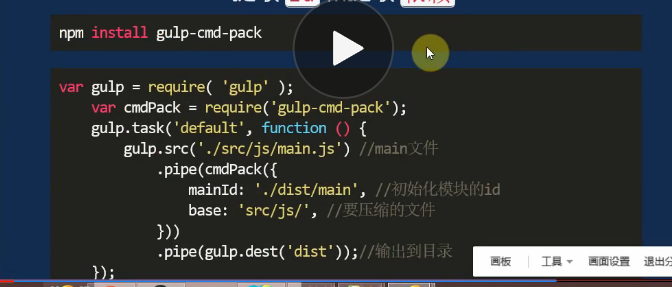 npm install gulp-cmd-pack
var gulp = require( 'gulp' );
var cmdPack = require('gulp-cmd-pack');
gulp.task('default', function () {
gulp.src('./src/js/main.js') //main文件
.pipe(cmdPack({
mainId: './dist/main', //初始化模块的id
base: 'src/js/', //要压缩的文件
}))
.pipe(gulp.dest('dist'));//输出到目录
});
画板 工具 画面设置 退出分